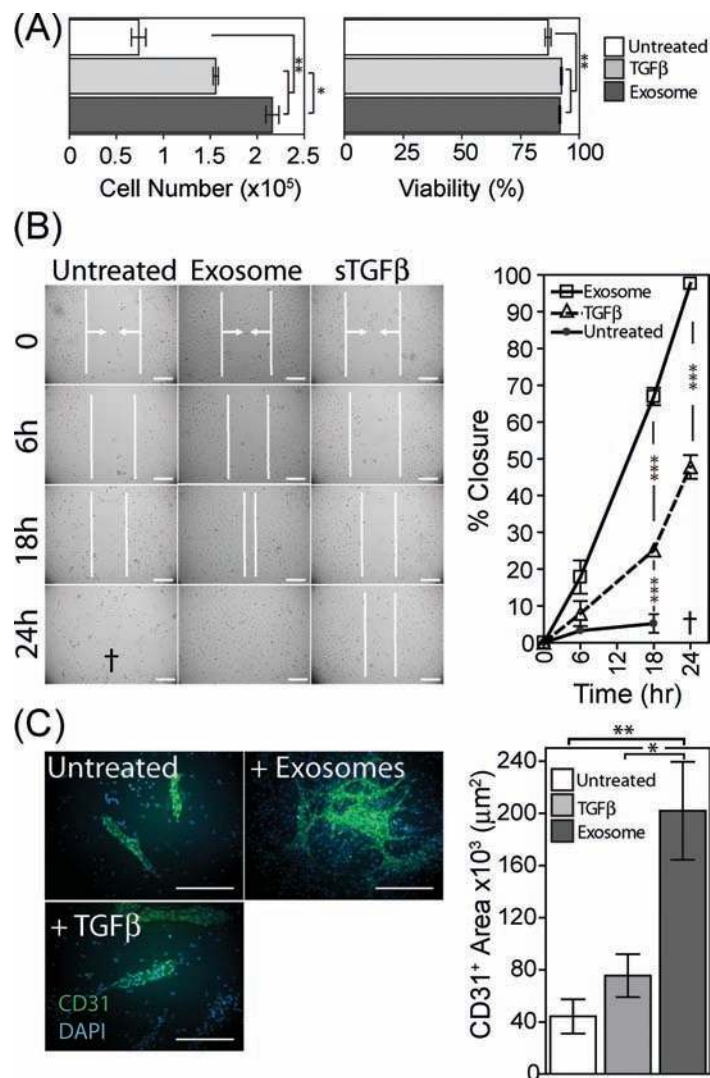 (A)
**
*
**
Untreated
TGFβ
Exosome
0 0.5 1 1.5 2 2.5
Cell Number (x10⁵)
0 25 50 75 100
Viability (%)
(B)
Untreated Exosome sTGFβ
0
6h
18h
24h
†
100
90
80
70
60
50
40
30
20
10
0
% Closure
Exosome
TGFβ
Untreated
***
***
***
†
0 6 12 18 24
Time (hr)
(C)
Untreated
+ Exosomes
+ TGFβ
CD31
DAPI
**
*
Untreated
TGFβ
Exosome
240
200
160
120
80
40
0
CD31⁺ Area x10³ (μm²)